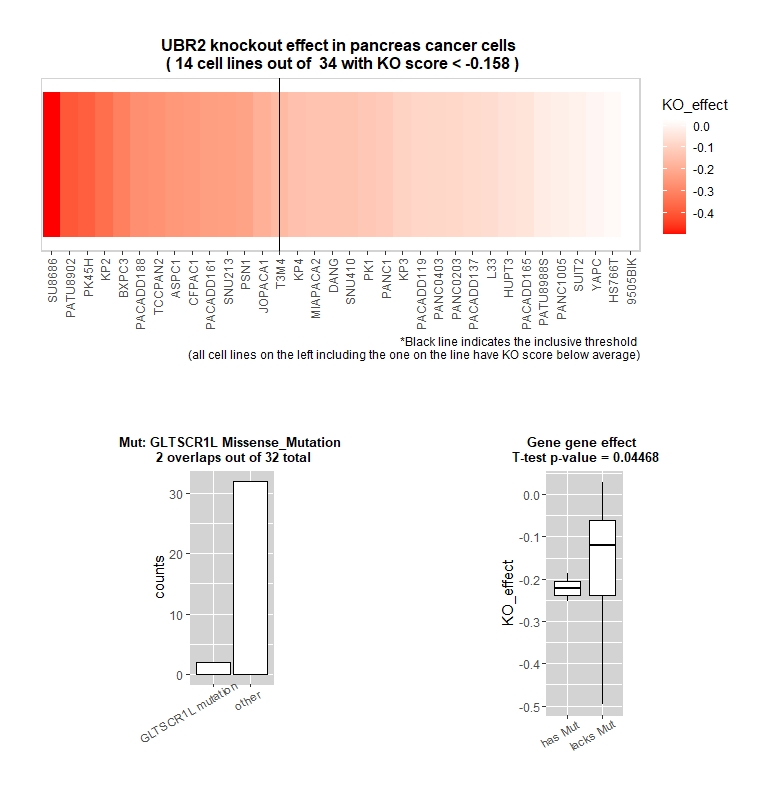 UBR2 knockout effect in pancreas cancer cells
( 14 cell lines out of  34 with KO score < -0.158 )
KO_effect
0.0
-0.1
-0.2
-0.3
-0.4
SU8686
PATU8902
PK45H
KP2
BXPC3
PACADD188
TCCPAN2
ASPC1
CFPAC1
PACADD161
SNU213
PSN1
JOPACA1
T3M4
KP4
MIAPACA2
DANG
SNU410
PK1
PANC1
KP3
PACADD119
PANC0403
PANC0203
PACADD137
L33
HUPT3
PACADD165
PATU8988S
PANC1005
SUIT2
YAPC
HS766T
9505BIK
*Black line indicates the inclusive threshold
(all cell lines on the left including the one on the line have KO score below average)
Mut: GLTSCR1L Missense_Mutation
2 overlaps out of 32 total
counts
30
20
10
0
GLTSCR1L mutation
other
Gene gene effect
T-test p-value = 0.04468
KO_effect
0.0
-0.1
-0.2
-0.3
-0.4
-0.5
has Mut
lacks Mut